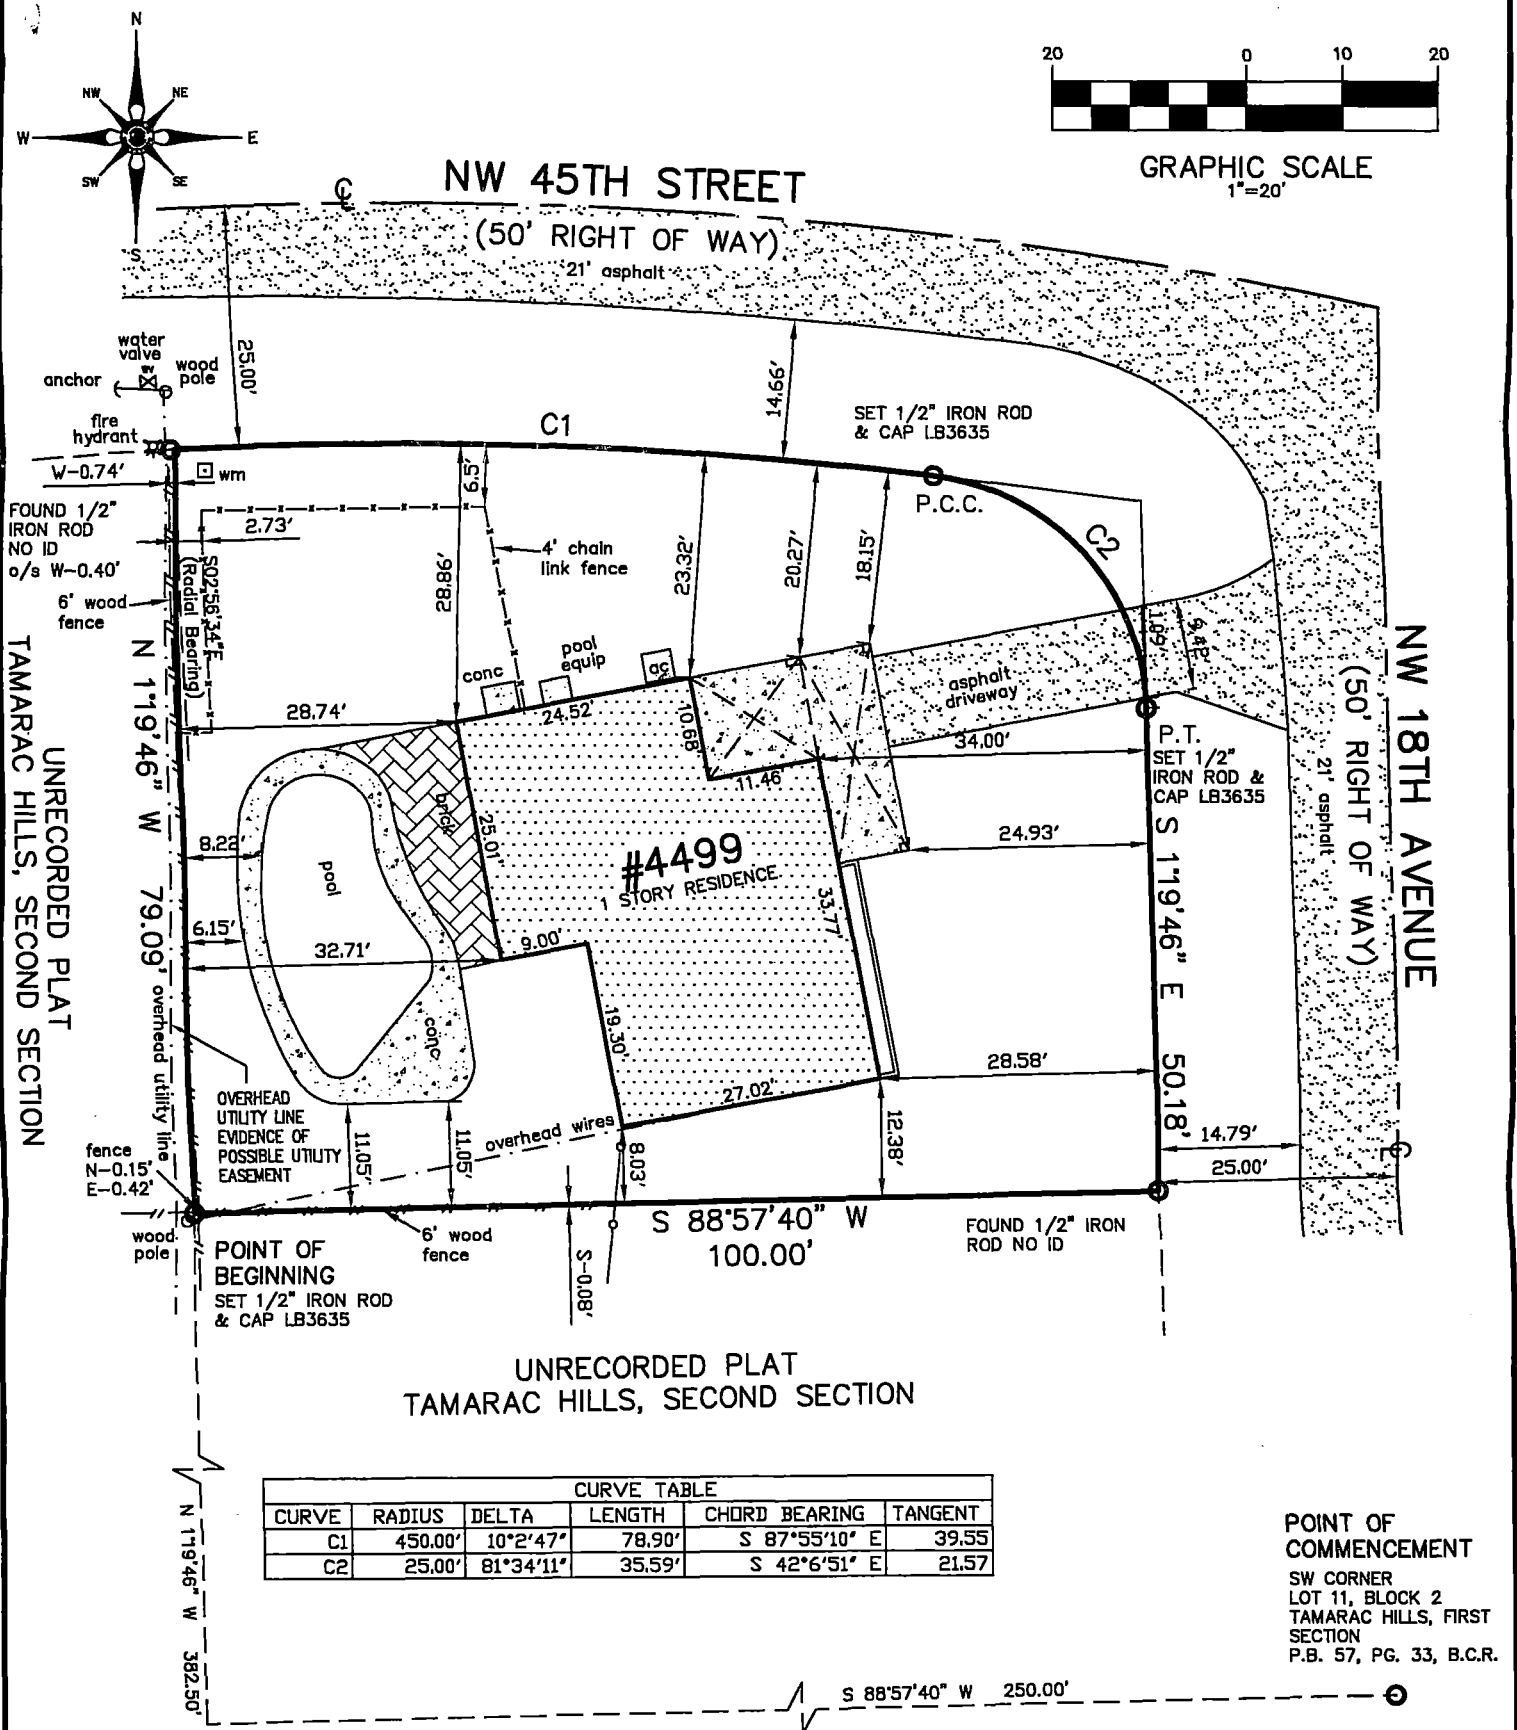 N
NW
NE
W
E
SW
SE
S
20
0
10
20
GRAPHIC SCALE
1"=20'
NW 45TH STREET
(50' RIGHT OF WAY)
21' asphalt
25.00'
14.66'
water
valve
wv
wood
pole
anchor
fire
hydrant
W-0.74'
wm
FOUND 1/2"
IRON ROD
NO ID
o/s W-0.40'
2.73'
S02°56'34"E
(Radial Bearing)
6' wood
fence
C1
SET 1/2" IRON ROD
& CAP LB3635
P.C.C.
C2
6.5'
28.86'
4' chain
link fence
23.32'
20.27'
18.15'
conc
pool
equip
ac
24.52'
28.74'
10.68'
11.46'
asphalt
driveway
1.09'
9.42'
34.00'
P.T.
SET 1/2"
IRON ROD &
CAP LB3635
24.93'
brick
25.01'
#4499
1 STORY RESIDENCE
33.77'
8.22'
pool
6.15'
32.71'
9.00'
19.30'
conc
27.02'
28.58'
12.38'
8.03'
overhead wires
11.05'
11.05'
OVERHEAD
UTILITY LINE
EVIDENCE OF
POSSIBLE UTILITY
EASEMENT
N 1°19'46" W 79.09'
overhead utility line
UNRECORDED PLAT
TAMARAC HILLS, SECOND SECTION
S 1°19'46" E 50.18'
NW 18TH AVENUE
(50' RIGHT OF WAY)
21' asphalt
14.79'
25.00'
fence
N-0.15'
E-0.42'
wood
pole
POINT OF
BEGINNING
SET 1/2" IRON ROD
& CAP LB3635
6' wood
fence
S-0.08'
S 88°57'40" W
100.00'
FOUND 1/2" IRON
ROD NO ID
UNRECORDED PLAT
TAMARAC HILLS, SECOND SECTION
CURVE TABLE
CURVE RADIUS DELTA LENGTH CHORD BEARING TANGENT
C1 450.00' 10°2'47" 78.90' S 87°55'10" E 39.55
C2 25.00' 81°34'11" 35.59' S 42°6'51" E 21.57
N 1°19'46" W 382.50'
S 88°57'40" W 250.00'
POINT OF
COMMENCEMENT
SW CORNER
LOT 11, BLOCK 2
TAMARAC HILLS, FIRST
SECTION
P.B. 57, PG. 33, B.C.R.